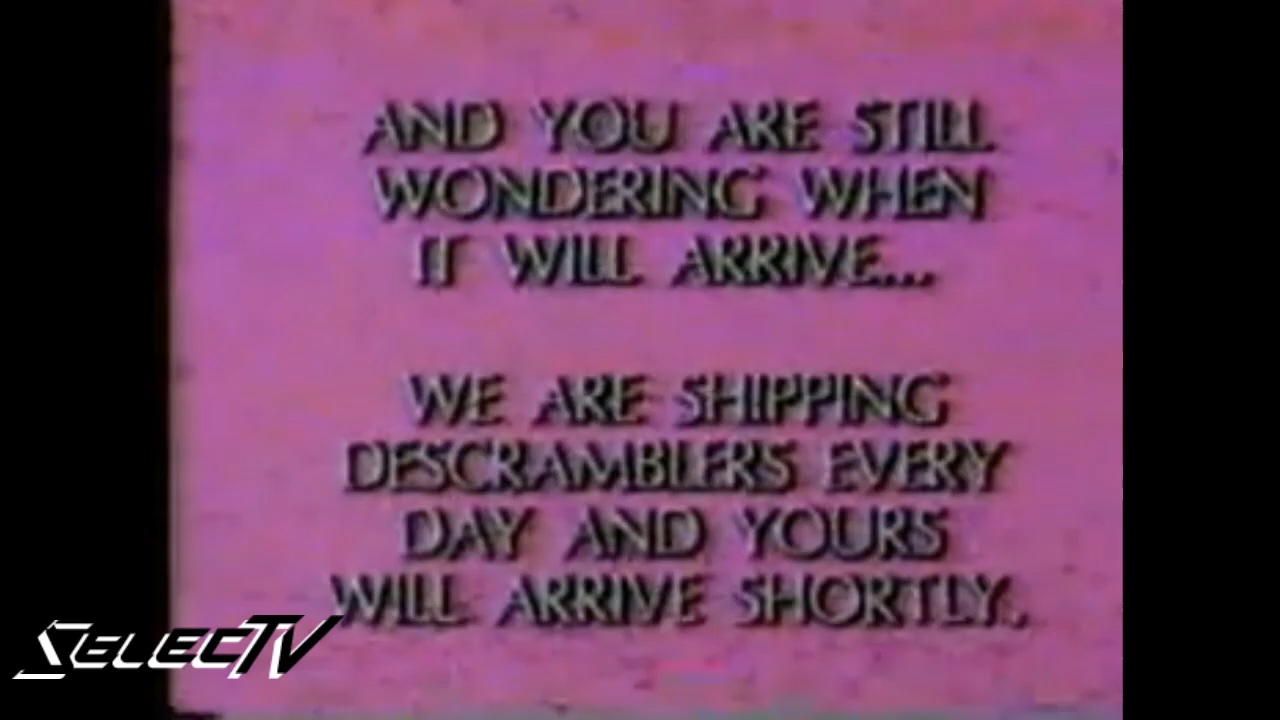 AND YOU ARE STILL
WONDERING WHEN
IT WILL ARRIVE...
WE ARE SHIPPING
DESCRAMBLERS EVERY
DAY AND YOURS
WILL ARRIVE SHORTLY.
SELECTV